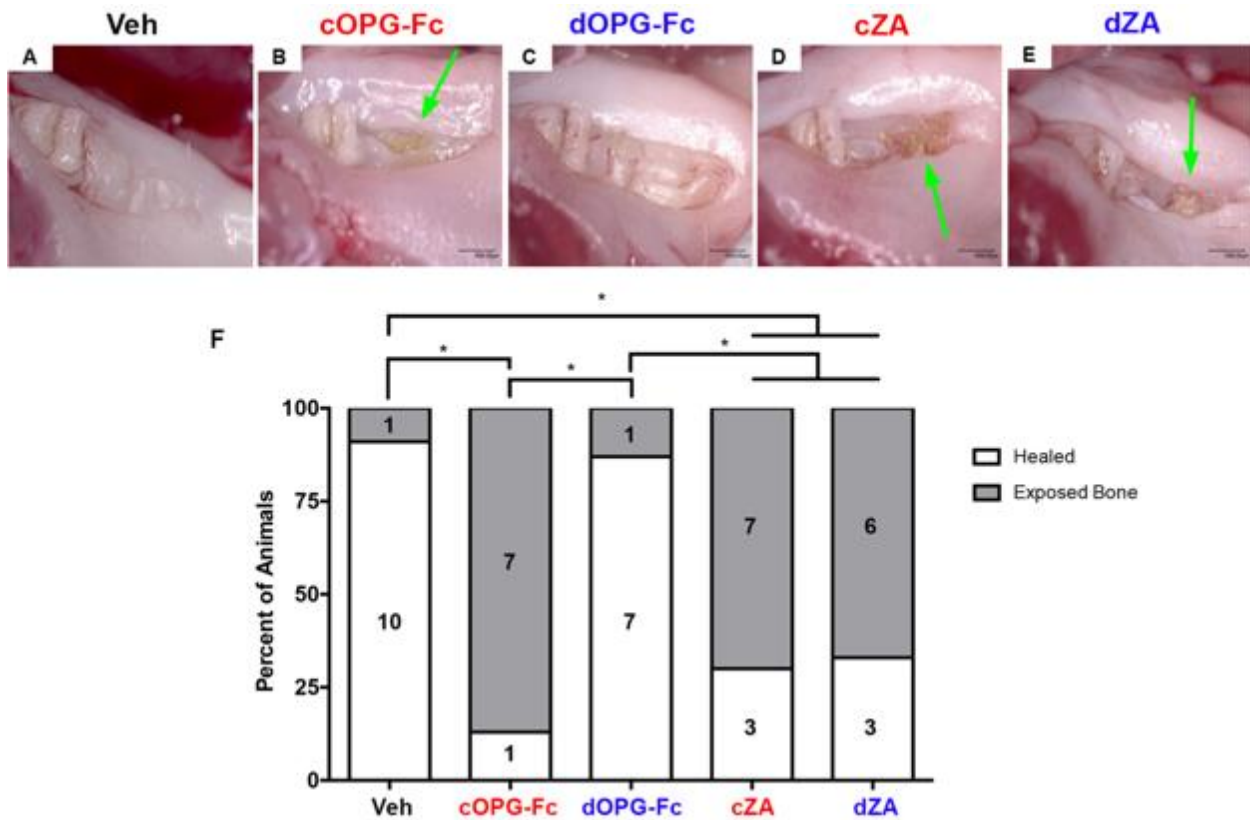 Veh cOPG-Fc dOPG-Fc cZA dZA
A B C D E
F
* * * *
100
75
50
25
0
Percent of Animals
1 7 1 7 6
10 1 7 3 3
Healed
Exposed Bone
Veh cOPG-Fc dOPG-Fc cZA dZA